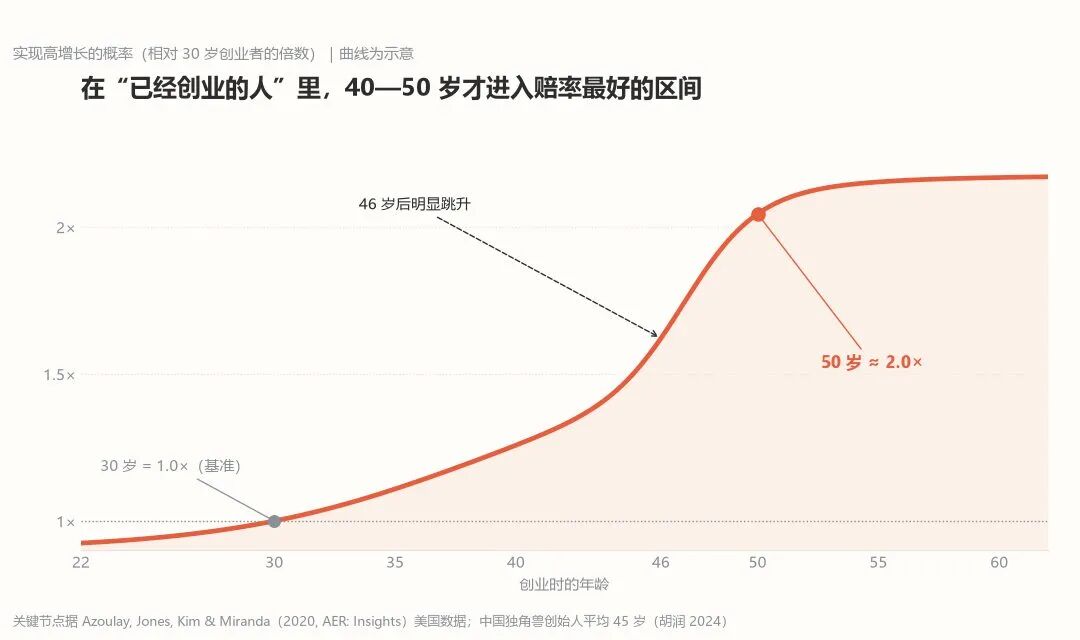 实现高增长的概率（相对 30 岁创业者的倍数）｜曲线为示意
在“已经创业的人”里，40—50 岁才进入赔率最好的区间
46 岁后明显跳升
2×
50 岁 ≈ 2.0×
1.5×
30 岁 = 1.0×（基准）
1×
22 30 35 40 46 50 55 60
创业时的年龄
关键节点据 Azoulay, Jones, Kim & Miranda（2020, AER: Insights）美国数据；中国独角兽创始人平均 45 岁（胡润 2024）